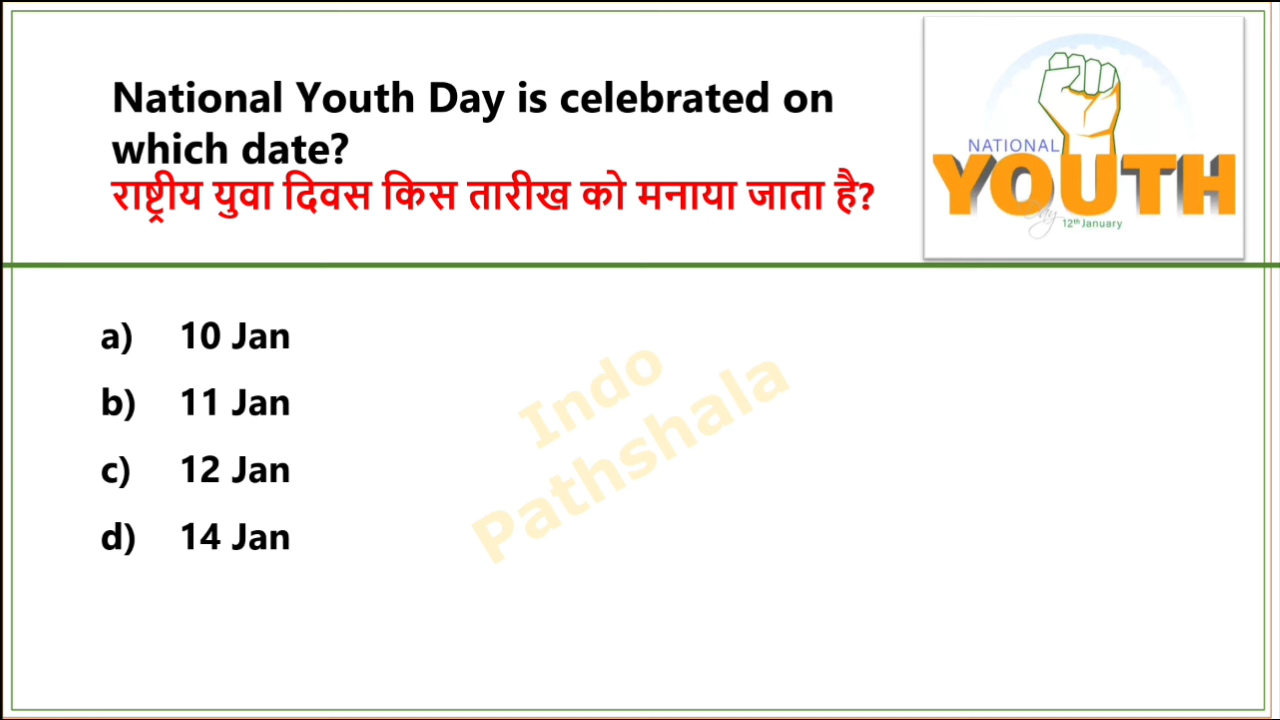 National Youth Day is celebrated on
which date?
राष्ट्रीय युवा दिवस किस तारीख को मनाया जाता है?
NATIONAL
YOUTH
Day
12th January
a) 10 Jan
b) 11 Jan
c) 12 Jan
d) 14 Jan
Indo
Pathshala